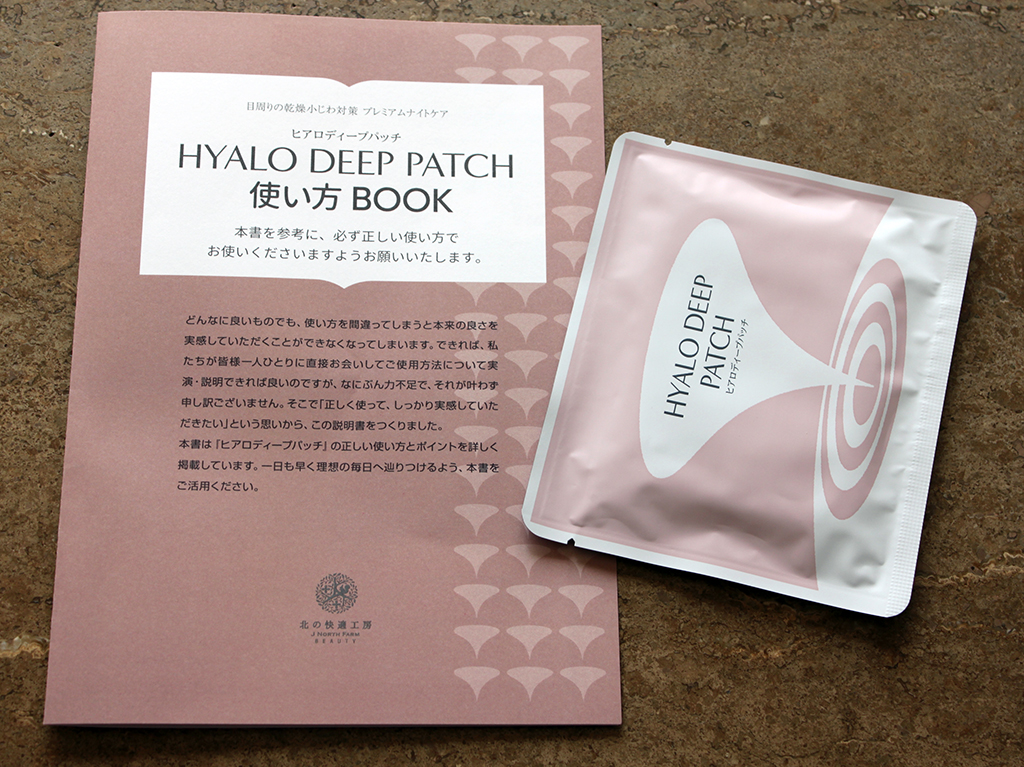 目周りの乾燥小じわ対策 プレミアムナイトケア
ヒアロディープパッチ
HYALO DEEP PATCH
使い方 BOOK
本書を参考に、必ず正しい使い方で
お使いくださいますようお願いいたします。
どんなに良いものでも、使い方を間違ってしまうと本来の良さを
実感していただくことができなくなってしまいます。できれば、私
たちが皆様一人ひとりに直接お会いしてご使用方法について実
演・説明できれば良いのですが、なにぶん力不足で、それが叶わず
申し訳ございません。そこで「正しく使って、しっかり実感していた
だきたい」という思いから、この説明書をつくりました。
本書は「ヒアロディープパッチ」の正しい使い方とポイントを詳しく
掲載しています。一日も早く理想の毎日へ辿りつけるよう、本書を
ご活用ください。
北の快適工房
J NORTH FARM
BEAUTY
HYALO DEEP
PATCH
ヒアロディープパッチ